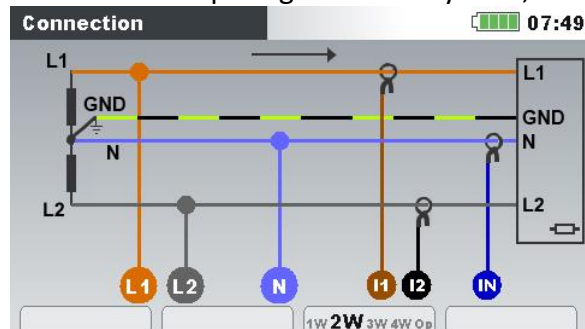 Connection 07:49
L1 L1
GND GND
N N
L2 L2
L1 L2 N I1 I2 IN
1W 2W 3W 4W Op